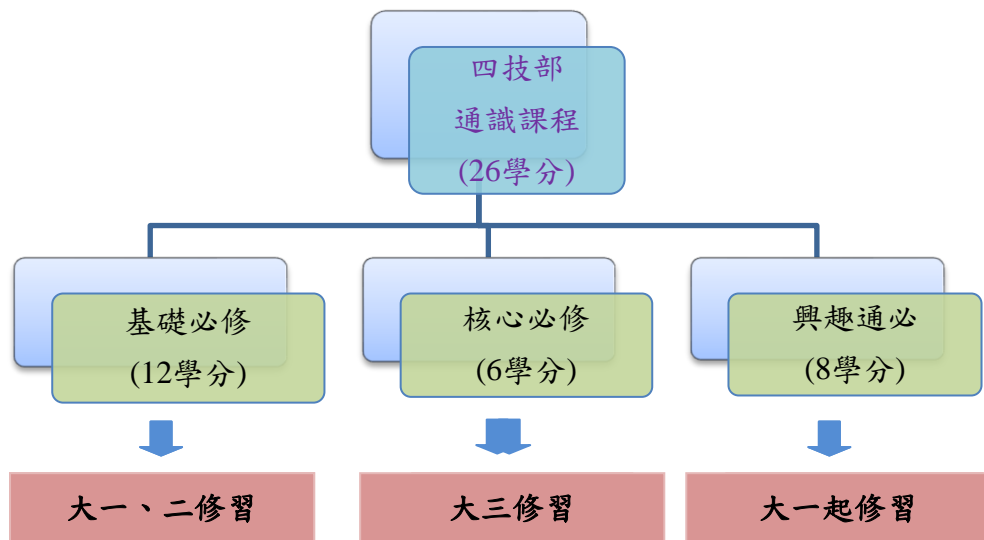 四技部
通識課程
(26學分)
基礎必修
(12學分)
核心必修
(6學分)
興趣通必
(8學分)
大一、二修習
大三修習
大一起修習